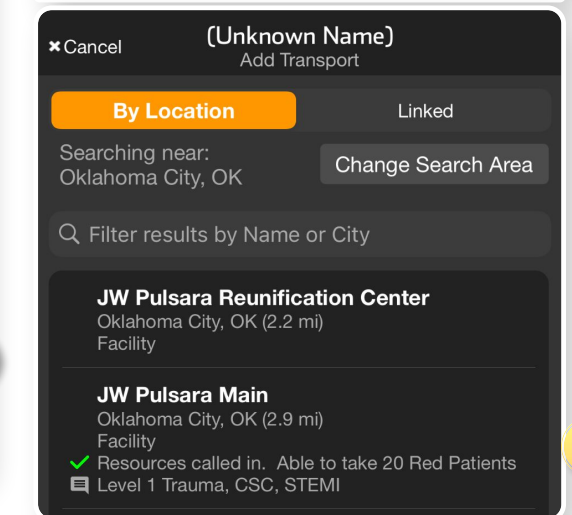 Cancel
(Unknown Name)
Add Transport
By Location
Linked
Searching near:
Oklahoma City, OK
Change Search Area
Filter results by Name or City
JW Pulsara Reunification Center
Oklahoma City, OK (2.2 mi)
Facility
JW Pulsara Main
Oklahoma City, OK (2.9 mi)
Facility
Resources called in. Able to take 20 Red Patients
Level 1 Trauma, CSC, STEMI